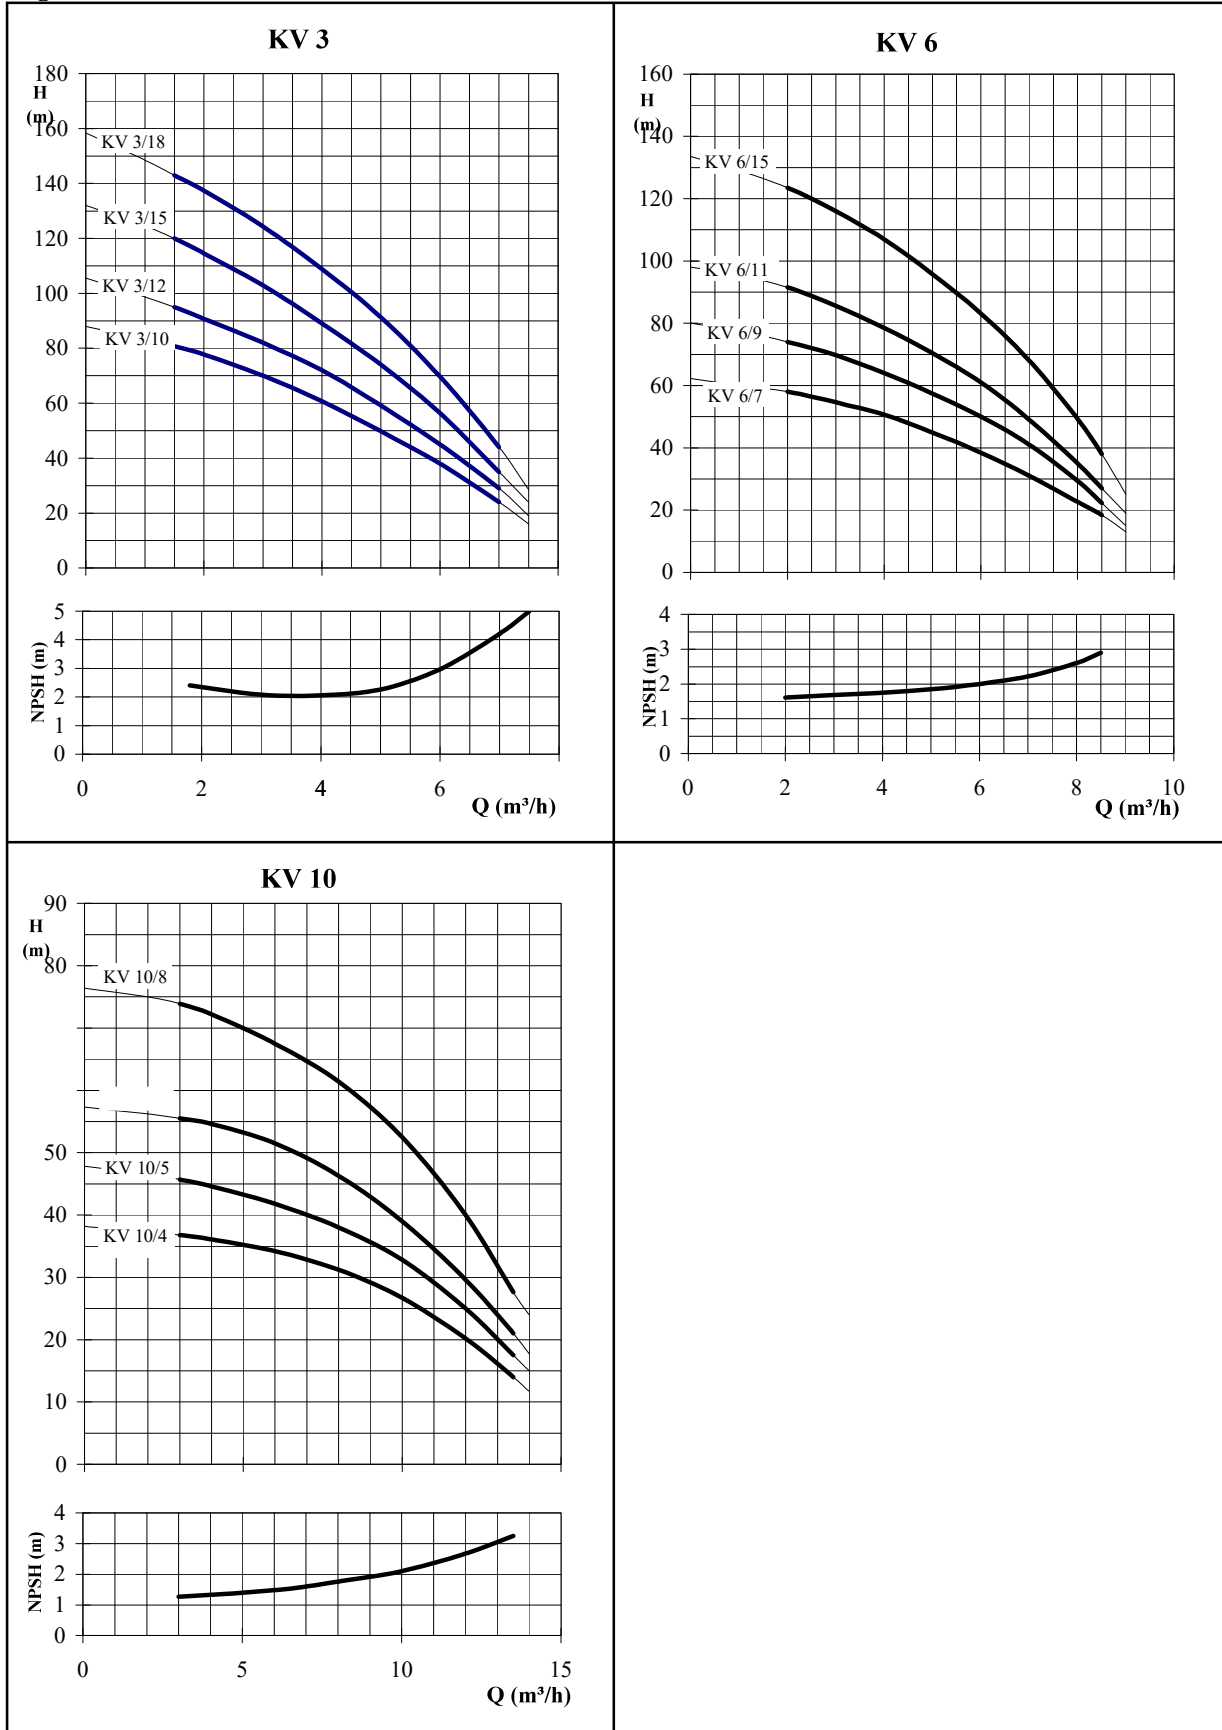 KV 3
180
H
(m)
160
140
120
100
80
60
40
20
0
KV 3/18
KV 3/15
KV 3/12
KV 3/10
5
4
3
2
1
0
NPSH (m)
0 2 4 6
Q (m³/h)
KV 6
160
H
(m)
140
120
100
80
60
40
20
0
KV 6/15
KV 6/11
KV 6/9
KV 6/7
4
3
2
1
0
NPSH (m)
0 2 4 6 8 10
Q (m³/h)
KV 10
90
H
(m)
80
50
40
30
20
10
0
KV 10/8
KV 10/5
KV 10/4
4
3
2
1
0
NPSH (m)
0 5 10 15
Q (m³/h)